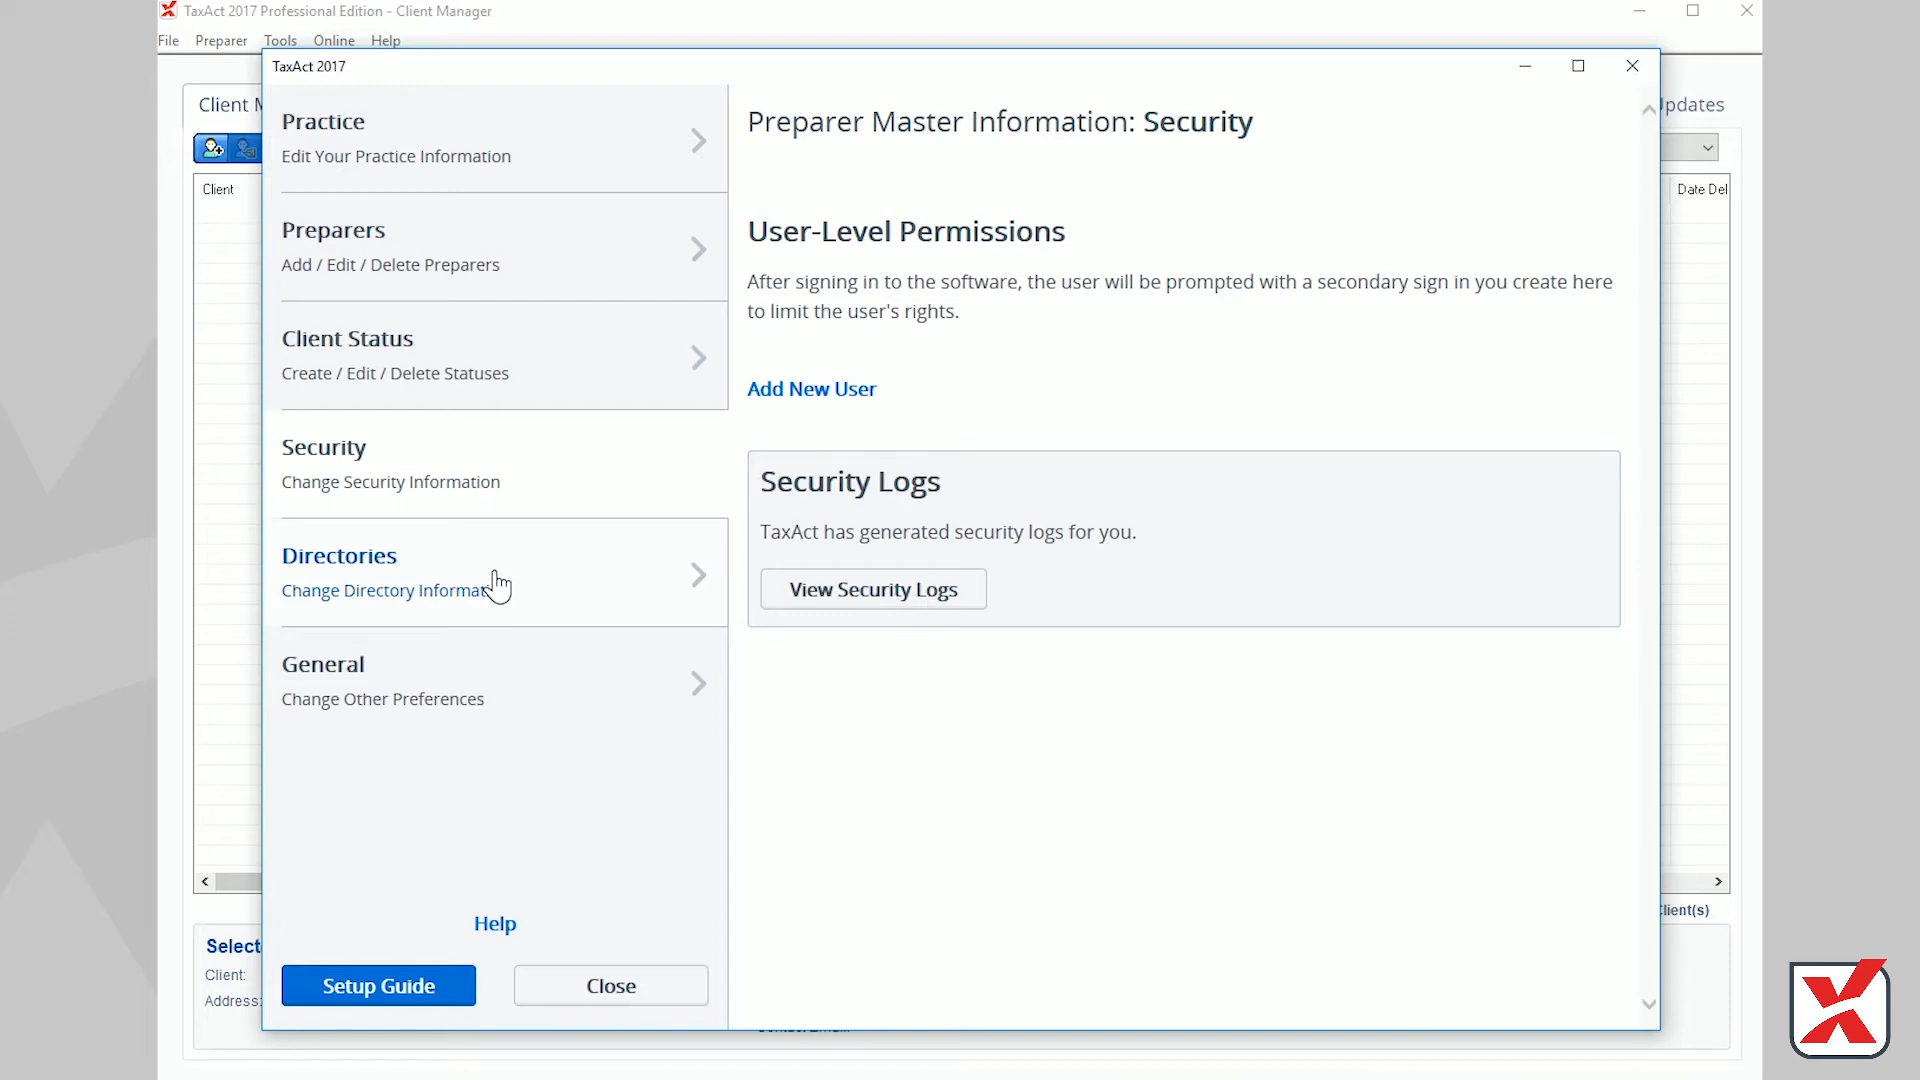 TaxAct 2017 Professional Edition - Client Manager
File Preparer Tools Online Help
TaxAct 2017
Client M
Updates
Client
Date Del
Practice
Edit Your Practice Information
Preparers
Add / Edit / Delete Preparers
Client Status
Create / Edit / Delete Statuses
Security
Change Security Information
Directories
Change Directory Informat
General
Change Other Preferences
Help
Setup Guide
Close
Preparer Master Information: Security
User-Level Permissions
After signing in to the software, the user will be prompted with a secondary sign in you create here
to limit the user's rights.
Add New User
Security Logs
TaxAct has generated security logs for you.
View Security Logs
Client(s)
Select
Client:
Address: